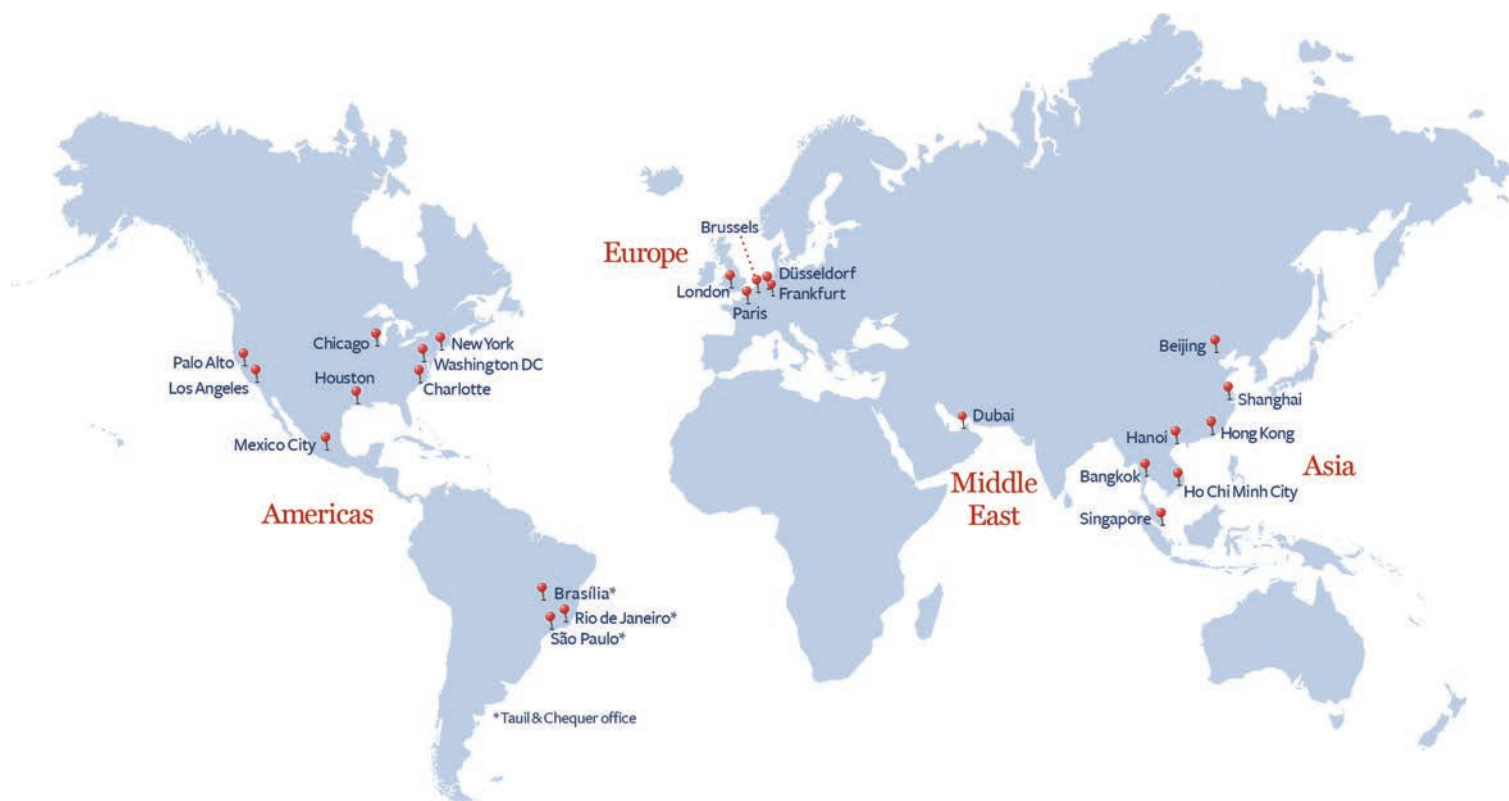 Americas
Palo Alto
Los Angeles
Chicago
Houston
New York
Washington DC
Charlotte
Mexico City
Brasília*
Rio de Janeiro*
São Paulo*
*Tauil & Chequer office
Europe
Brussels
London
Düsseldorf
Frankfurt
Paris
Middle
East
Dubai
Asia
Beijing
Shanghai
Hong Kong
Hanoi
Bangkok
Ho Chi Minh City
Singapore